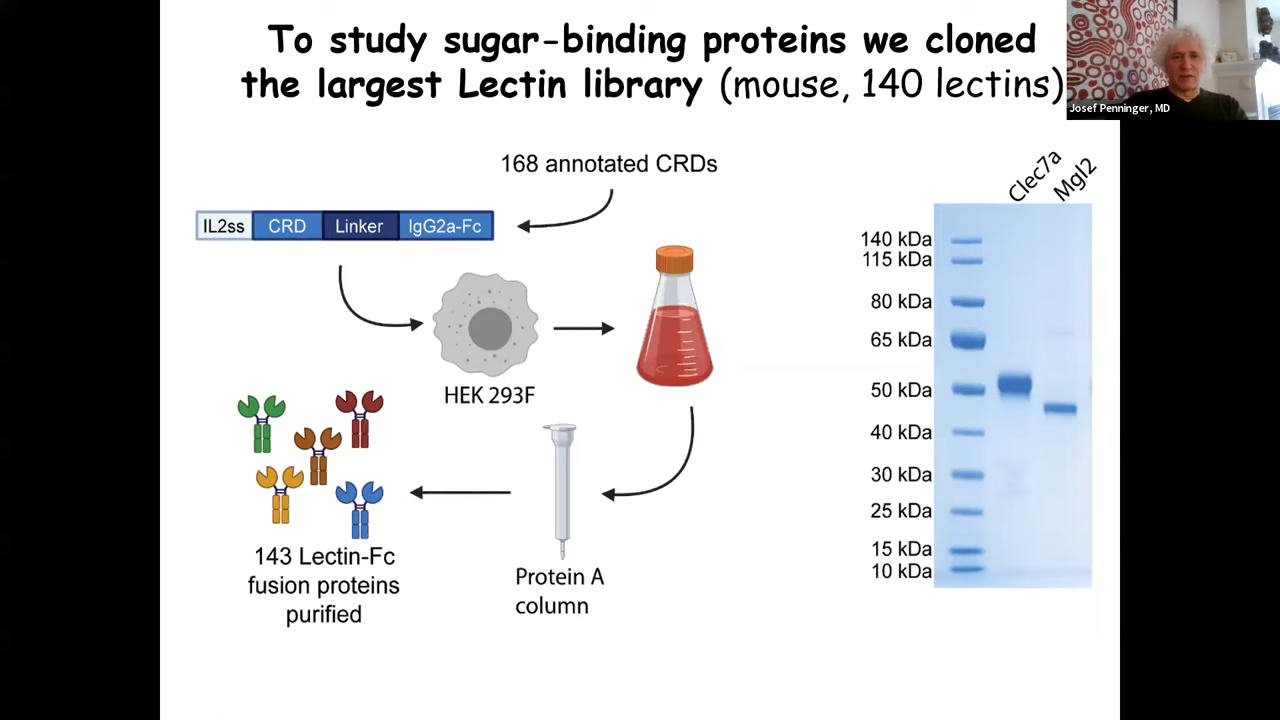 To study sugar-binding proteins we cloned
the largest Lectin library (mouse, 140 lectins)
Josef Penninger, MD
168 annotated CRDs
IL2ss CRD Linker IgG2a-Fc
HEK 293F
143 Lectin-Fc
fusion proteins
purified
Protein A
column
Clec7a
Mgl2
140 kDa
115 kDa
80 kDa
65 kDa
50 kDa
40 kDa
30 kDa
25 kDa
15 kDa
10 kDa